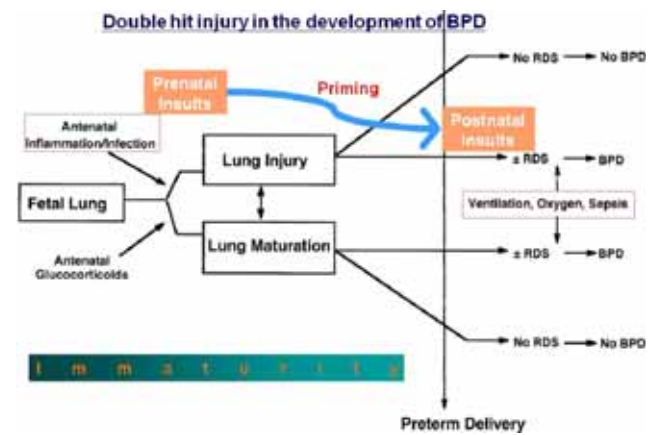 Double hit injury in the development of BPD
No RDS
No BPD
Prenatal
Insults
Priming
Postnatal
Insults
Antenatal
Inflammation/Infection
Lung Injury
± RDS
BPD
Fetal Lung
Ventilation, Oxygen, Sepsis
Lung Maturation
± RDS
BPD
Antenatal
Glucocorticoids
No RDS
No BPD
I m m a t u r i t y
Preterm Delivery